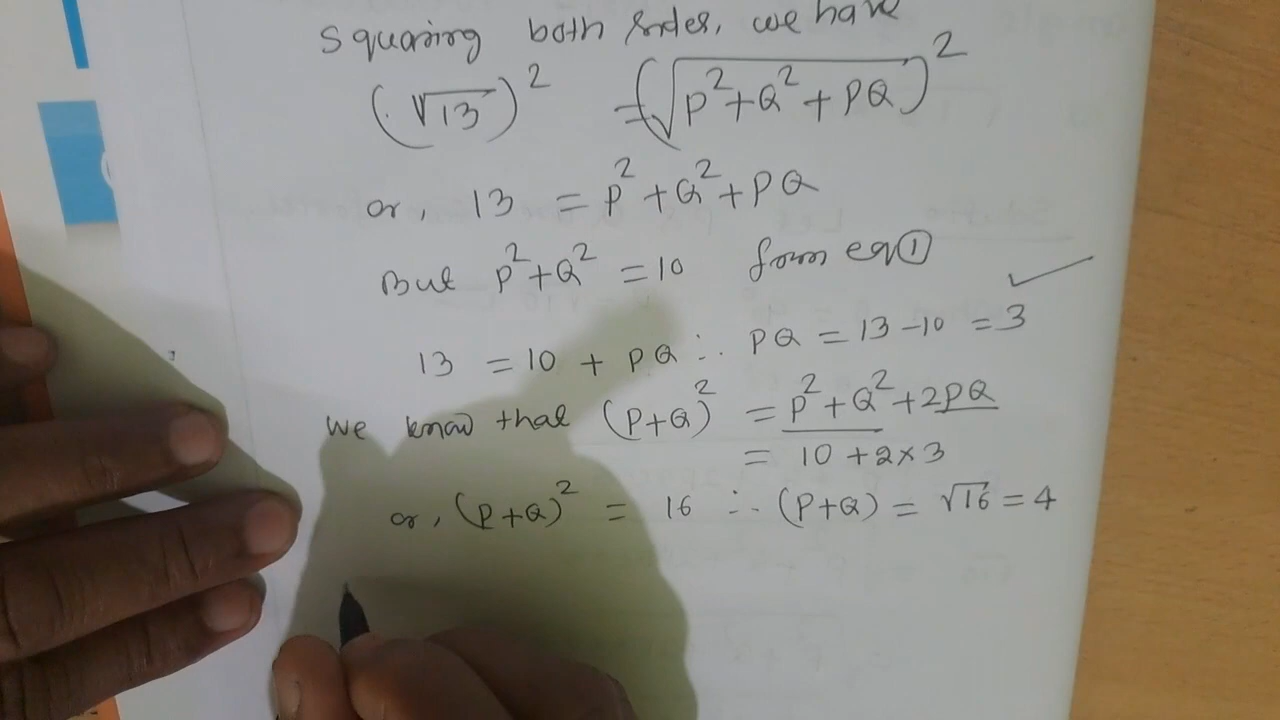 Squaring both sides, we have
(√13)² = (√P²+Q²+PQ)²
or, 13 = P²+Q²+PQ
But P²+Q² = 10 from eq①
13 = 10 + PQ ∴ PQ = 13-10 = 3 ✓
We know that (P+Q)² = P²+Q²+2PQ
= 10 +2×3
or, (P+Q)² = 16 ∴ (P+Q) = √16 = 4